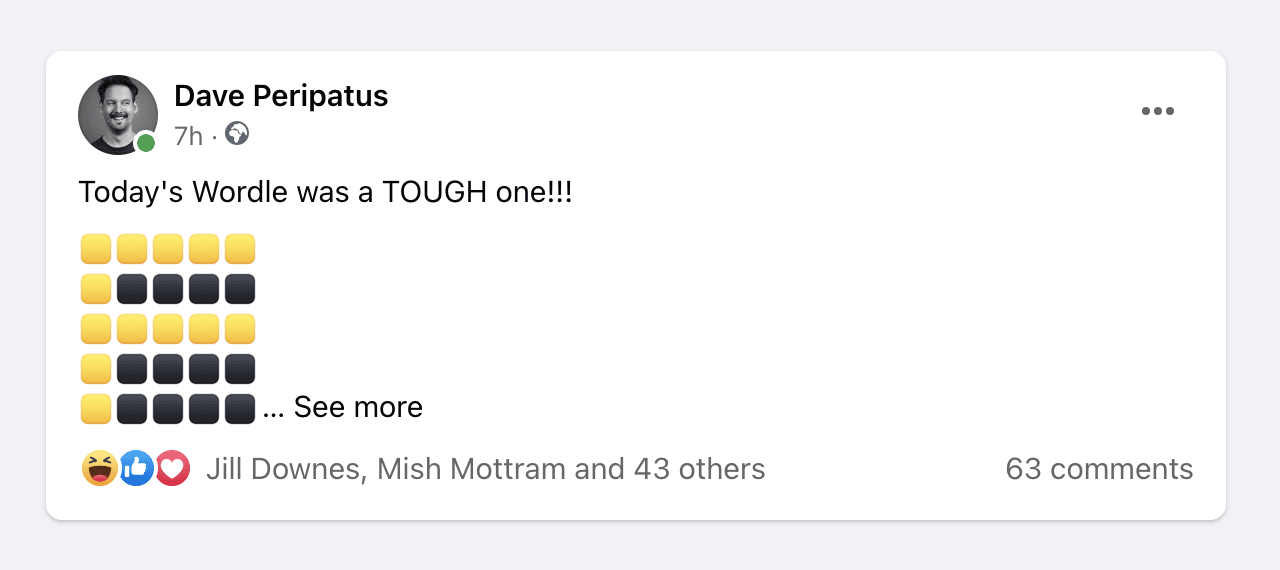 Dave Peripatus
7h ·
Today's Wordle was a TOUGH one!!!
🟨🟨🟨🟨🟨
🟨⬛⬛⬛⬛
🟨🟨🟨🟨🟨
🟨⬛⬛⬛⬛
🟨⬛⬛⬛⬛... See more
Jill Downes, Mish Mottram and 43 others 63 comments